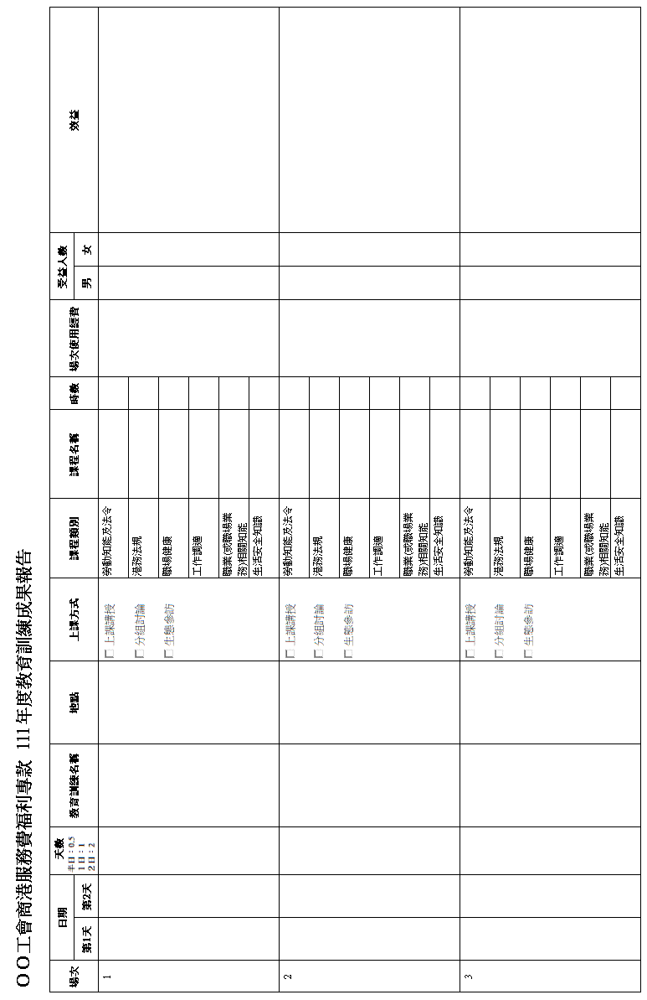 OO工會商港服務費福利專款 111年度教育訓練成果報告
場次
日期
第1天
第2天
天數
半日：0.5
1日：1
2日：2
教育訓練名稱
地點
上課方式
課程類別
課程名稱
時數
場次使用經費
受益人數
男
女
效益
1
□ 上課講授
□ 分組討論
□ 生態參訪
勞動知能及法令
港務法規
職場健康
工作調適
職業(或職場業
務)相關知能
生活安全知識
2
□ 上課講授
□ 分組討論
□ 生態參訪
勞動知能及法令
港務法規
職場健康
工作調適
職業(或職場業
務)相關知能
生活安全知識
3
□ 上課講授
□ 分組討論
□ 生態參訪
勞動知能及法令
港務法規
職場健康
工作調適
職業(或職場業
務)相關知能
生活安全知識